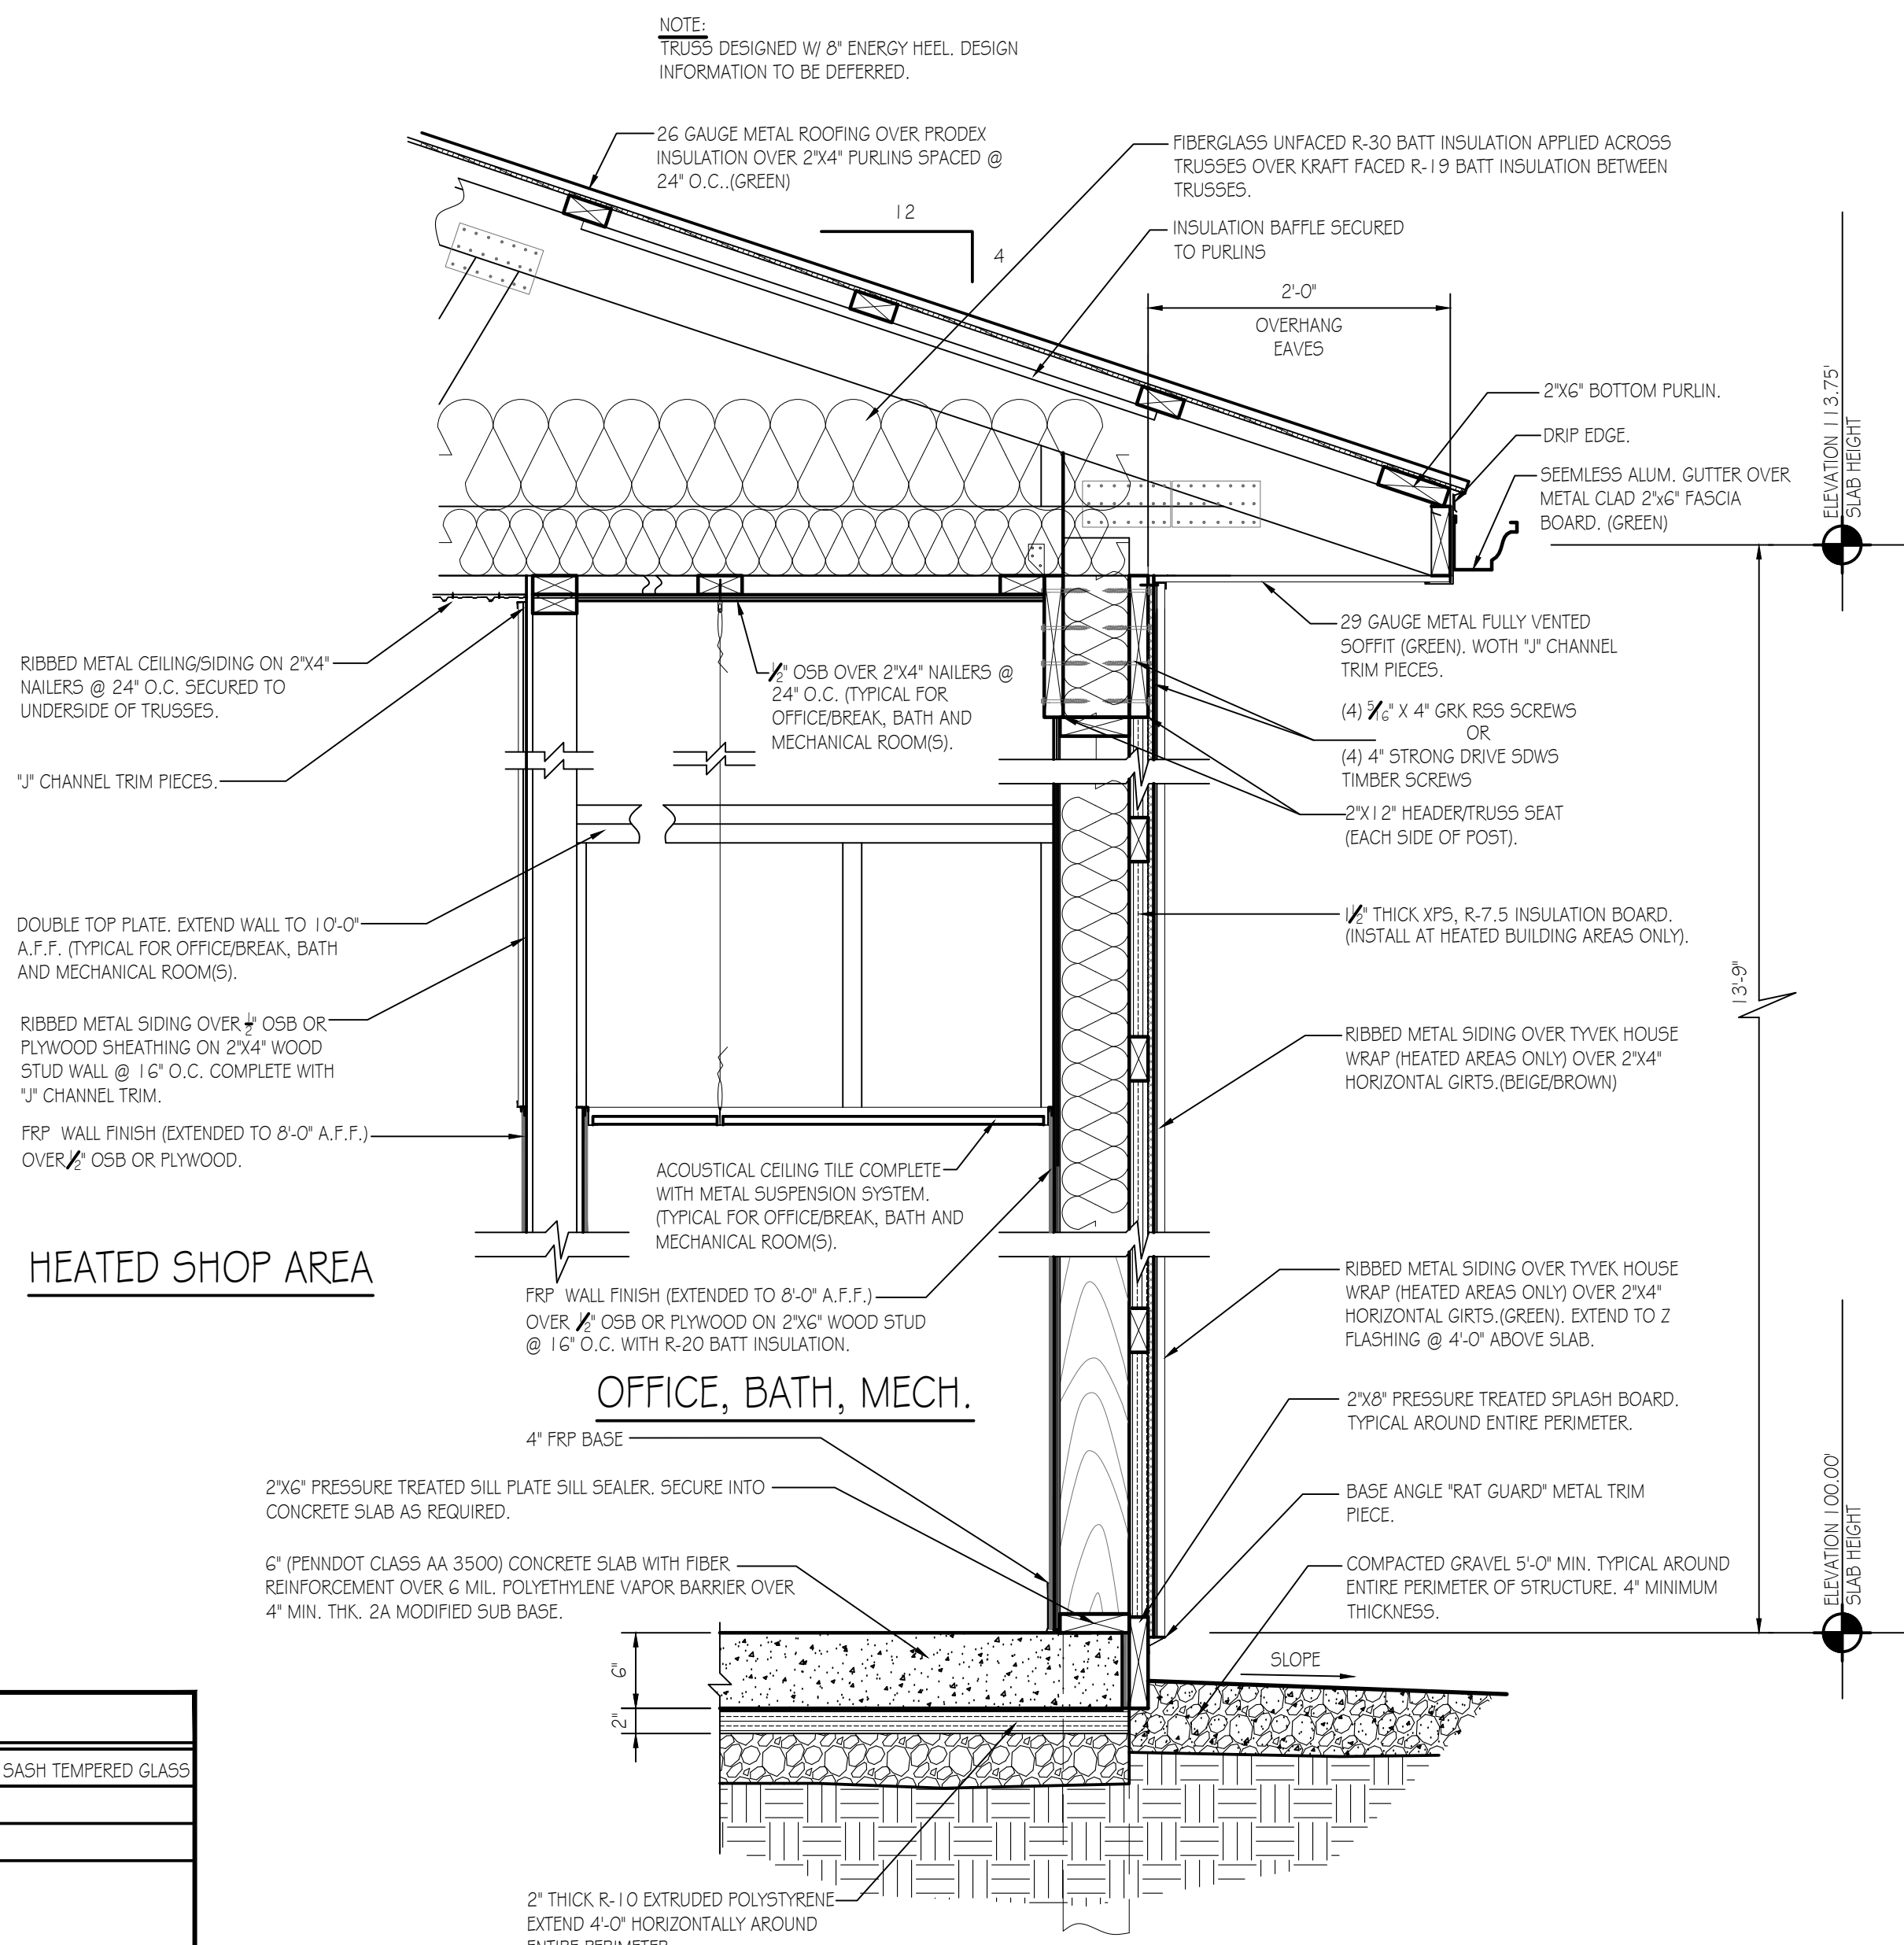 NOTE:
TRUSS DESIGNED W/ 8" ENERGY HEEL. DESIGN
INFORMATION TO BE DEFERRED.
26 GAUGE METAL ROOFING OVER PRODEX
INSULATION OVER 2"X4" PURLINS SPACED @
24" O.C..(GREEN)
FIBERGLASS UNFACED R-30 BATT INSULATION APPLIED ACROSS
TRUSSES OVER KRAFT FACED R-19 BATT INSULATION BETWEEN
TRUSSES.
12
4
INSULATION BAFFLE SECURED
TO PURLINS
2'-0"
OVERHANG
EAVES
2"X6" BOTTOM PURLIN.
DRIP EDGE.
SEEMLESS ALUM. GUTTER OVER
METAL CLAD 2"x6" FASCIA
BOARD. (GREEN)
ELEVATION 113.75'
SLAB HEIGHT
29 GAUGE METAL FULLY VENTED
SOFFIT (GREEN). WOTH "J" CHANNEL
TRIM PIECES.
(4) 5/16" X 4" GRK RSS SCREWS
OR
(4) 4" STRONG DRIVE SDWS
TIMBER SCREWS
2"X12" HEADER/TRUSS SEAT
(EACH SIDE OF POST).
RIBBED METAL CEILING/SIDING ON 2"X4"
NAILERS @ 24" O.C. SECURED TO
UNDERSIDE OF TRUSSES.
1/2" OSB OVER 2"X4" NAILERS @
24" O.C. (TYPICAL FOR
OFFICE/BREAK, BATH AND
MECHANICAL ROOM(S).
"J" CHANNEL TRIM PIECES.
DOUBLE TOP PLATE. EXTEND WALL TO 10'-0"
A.F.F. (TYPICAL FOR OFFICE/BREAK, BATH
AND MECHANICAL ROOM(S).
1 1/2" THICK XPS, R-7.5 INSULATION BOARD.
(INSTALL AT HEATED BUILDING AREAS ONLY).
13'-9"
RIBBED METAL SIDING OVER 1/2" OSB OR
PLYWOOD SHEATHING ON 2"X4" WOOD
STUD WALL @ 16" O.C. COMPLETE WITH
"J" CHANNEL TRIM.
RIBBED METAL SIDING OVER TYVEK HOUSE
WRAP (HEATED AREAS ONLY) OVER 2"X4"
HORIZONTAL GIRTS.(BEIGE/BROWN)
FRP WALL FINISH (EXTENDED TO 8'-0" A.F.F.)
OVER 1/2" OSB OR PLYWOOD.
ACOUSTICAL CEILING TILE COMPLETE
WITH METAL SUSPENSION SYSTEM.
(TYPICAL FOR OFFICE/BREAK, BATH AND
MECHANICAL ROOM(S).
HEATED SHOP AREA
FRP WALL FINISH (EXTENDED TO 8'-0" A.F.F.)
OVER 1/2" OSB OR PLYWOOD ON 2"X6" WOOD STUD
@ 16" O.C. WITH R-20 BATT INSULATION.
RIBBED METAL SIDING OVER TYVEK HOUSE
WRAP (HEATED AREAS ONLY) OVER 2"X4"
HORIZONTAL GIRTS.(GREEN). EXTEND TO Z
FLASHING @ 4'-0" ABOVE SLAB.
OFFICE, BATH, MECH.
2"X8" PRESSURE TREATED SPLASH BOARD.
TYPICAL AROUND ENTIRE PERIMETER.
4" FRP BASE
2"X6" PRESSURE TREATED SILL PLATE SILL SEALER. SECURE INTO
CONCRETE SLAB AS REQUIRED.
BASE ANGLE "RAT GUARD" METAL TRIM
PIECE.
6" (PENNDOT CLASS AA 3500) CONCRETE SLAB WITH FIBER
REINFORCEMENT OVER 6 MIL. POLYETHYLENE VAPOR BARRIER OVER
4" MIN. THK. 2A MODIFIED SUB BASE.
COMPACTED GRAVEL 5'-0" MIN. TYPICAL AROUND
ENTIRE PERIMETER OF STRUCTURE. 4" MINIMUM
THICKNESS.
ELEVATION 100.00'
SLAB HEIGHT
SLOPE
6"
2"
SASH TEMPERED GLASS
2" THICK R-10 EXTRUDED POLYSTYRENE
EXTEND 4'-0" HORIZONTALLY AROUND
ENTIRE PERIMETER